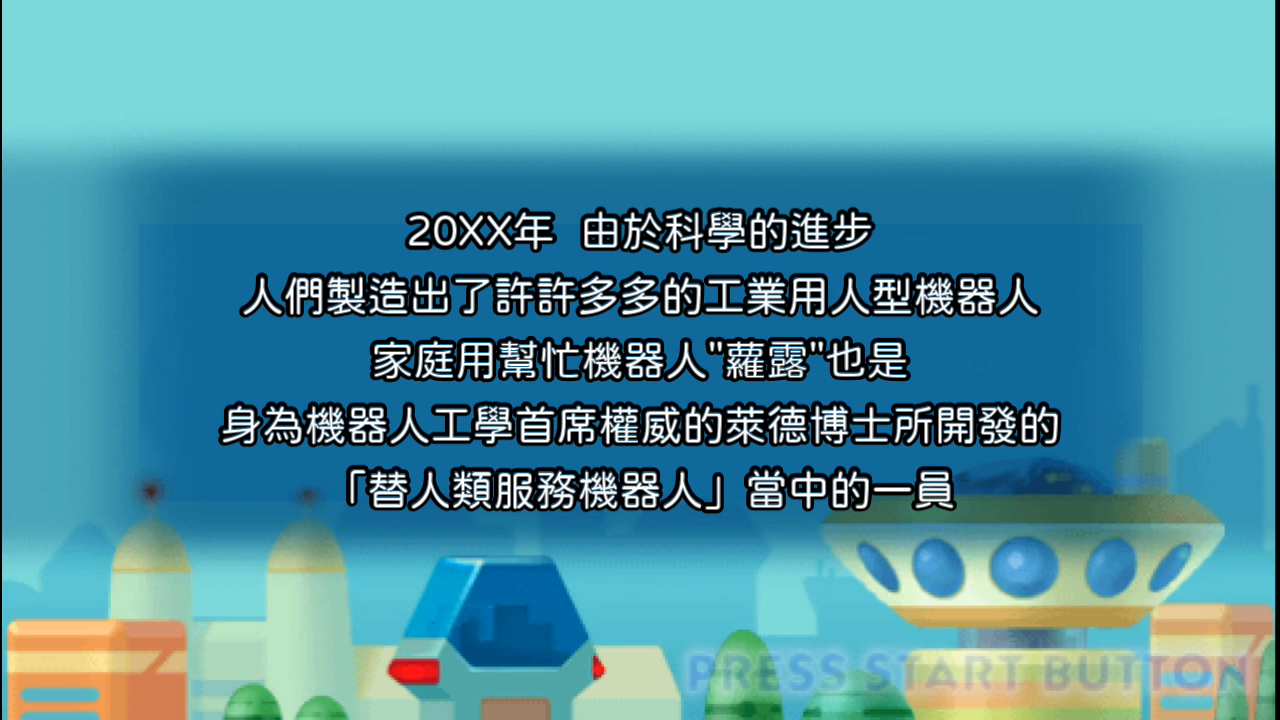 20XX年 由於科學的進步
人們製造出了許許多多的工業用人型機器人
家庭用幫忙機器人"蘿露"也是
身為機器人工學首席權威的萊德博士所開發的
「替人類服務機器人」當中的一員
PRESS START BUTTON